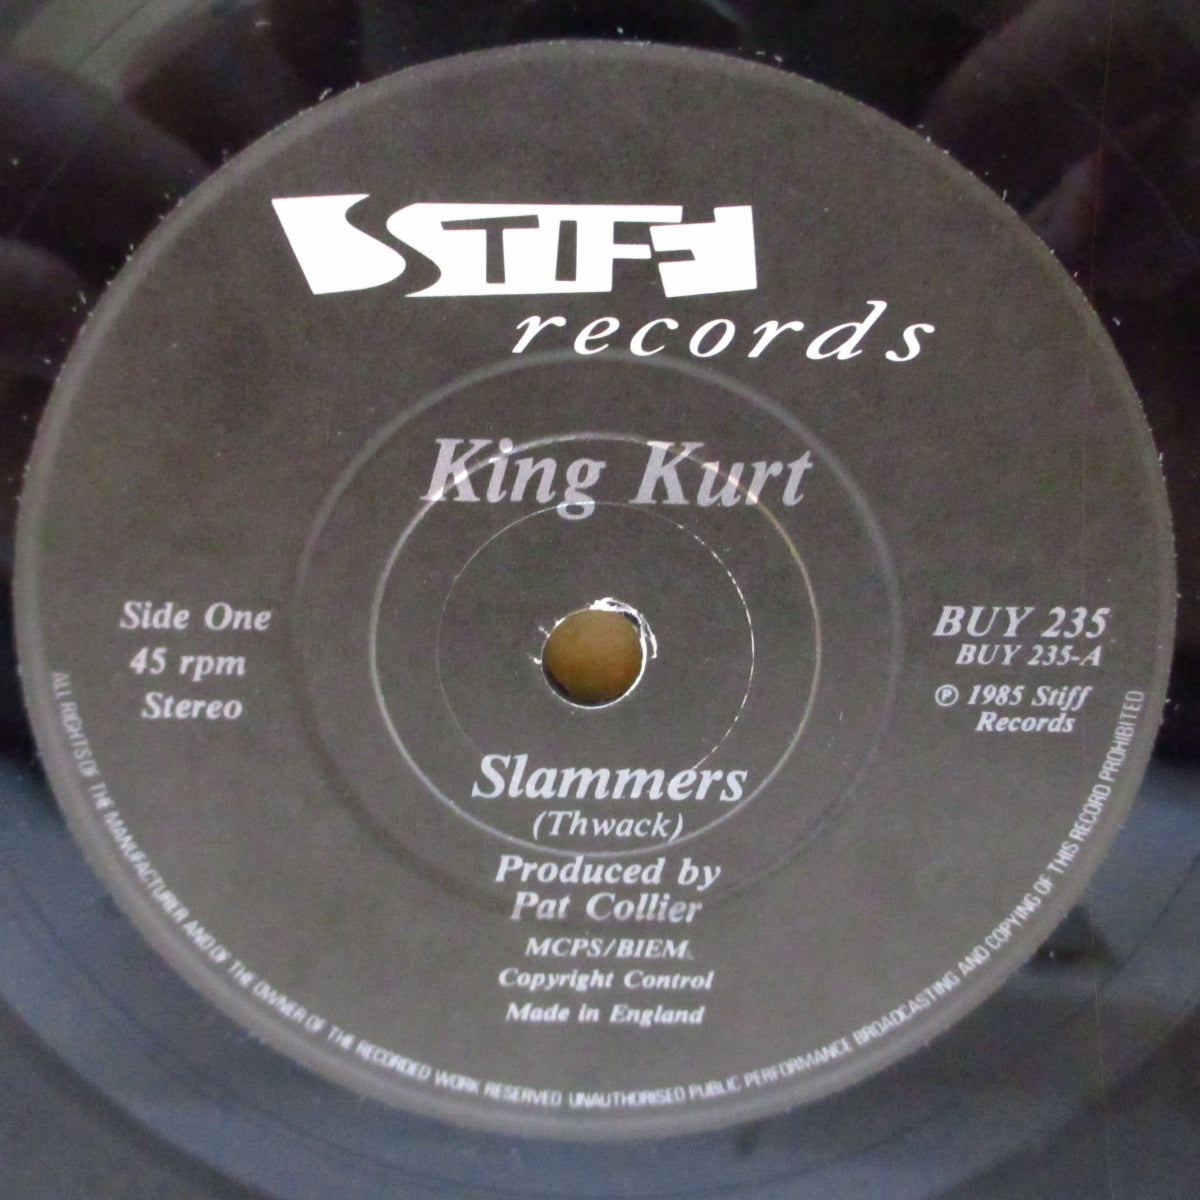 STIFF
records
King Kurt
Side One
45 rpm
Stereo
BUY 235
BUY 235-A
℗ 1985 Stiff
Records
Slammers
(Thwack)
Produced by
Pat Collier
MCPS/BIEM
Copyright Control
Made in England
ALL RIGHTS OF THE MANUFACTURER AND OF THE OWNER OF THE RECORDED WORK RESERVED UNAUTHORISED PUBLIC PERFORMANCE BROADCASTING AND COPYING OF THIS RECORD PROHIBITED